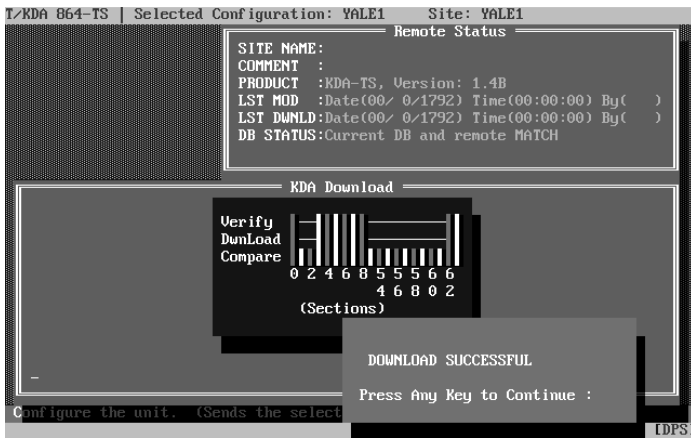 T/KDA 864-TS | Selected Configuration: YALE1 Site: YALE1
Remote Status
SITE NAME:
COMMENT :
PRODUCT :KDA-TS, Version: 1.4B
LST MOD :Date(00/ 0/1792) Time(00:00:00) By( )
LST DWNLD:Date(00/ 0/1792) Time(00:00:00) By( )
DB STATUS:Current DB and remote MATCH
KDA Download
Verify
DwnLoad
Compare
0 2 4 6 8 5 5 5 6 6
4 6 8 0 2
(Sections)
DOWNLOAD SUCCESSFUL
Press Any Key to Continue :
Configure the unit. (Sends the select
[DPS